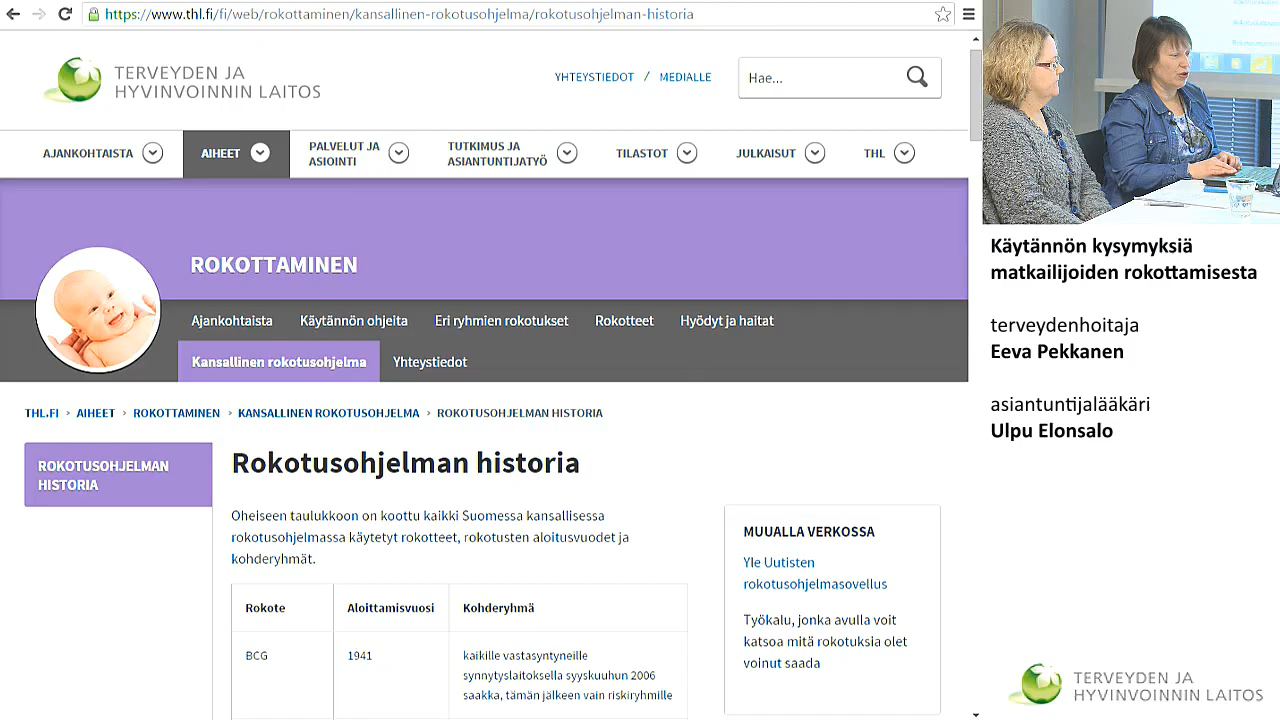 https://www.thl.fi/fi/web/rokottaminen/kansallinen-rokotusohjelma/rokotusohjelman-historia
TERVEYDEN JA
HYVINVOINNIN LAITOS
YHTEYSTIEDOT / MEDIALLE
Hae...
AJANKOHTAISTA
AIHEET
PALVELUT JA
ASIOINTI
TUTKIMUS JA
ASIANTUNTIJATYÖ
TILASTOT
JULKAISUT
THL
ROKOTTAMINEN
Ajankohtaista
Käytännön ohjeita
Eri ryhmien rokotukset
Rokotteet
Hyödyt ja haitat
Kansallinen rokotusohjelma
Yhteystiedot
THL.FI › AIHEET › ROKOTTAMINEN › KANSALLINEN ROKOTUSOHJELMA › ROKOTUSOHJELMAN HISTORIA
ROKOTUSOHJELMAN
HISTORIA
Rokotusohjelman historia
Oheiseen taulukkoon on koottu kaikki Suomessa kansallisessa
rokotusohjelmassa käytetyt rokotteet, rokotusten aloitusvuodet ja
kohderyhmät.
Rokote Aloittamisvuosi Kohderyhmä
BCG 1941 kaikille vastasyntyneille
synnytyslaitoksella syyskuuhun 2006
saakka, tämän jälkeen vain riskiryhmille
MUUALLA VERKOSSA
Yle Uutisten
rokotusohjelmasovellus
Työkalu, jonka avulla voit
katsoa mitä rokotuksia olet
voinut saada
Käytännön kysymyksiä
matkailijoiden rokottamisesta
terveydenhoitaja
Eeva Pekkanen
asiantuntijalääkäri
Ulpu Elonsalo
TERVEYDEN JA
HYVINVOINNIN LAITOS